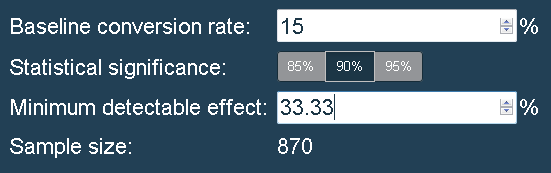 Baseline conversion rate: 15 %
Statistical significance: 85% 90% 95%
Minimum detectable effect: 33.33 %
Sample size: 870